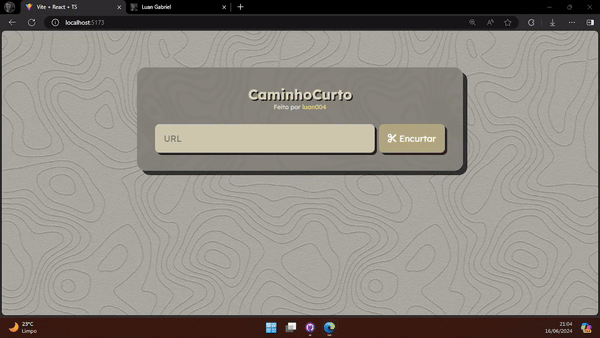 Vite + React + TS
Luan Gabriel
localhost:5173
CaminhoCurto
Feito por luan004
URL
Encurtar
23°C
Limpo
21:04
16/06/2024